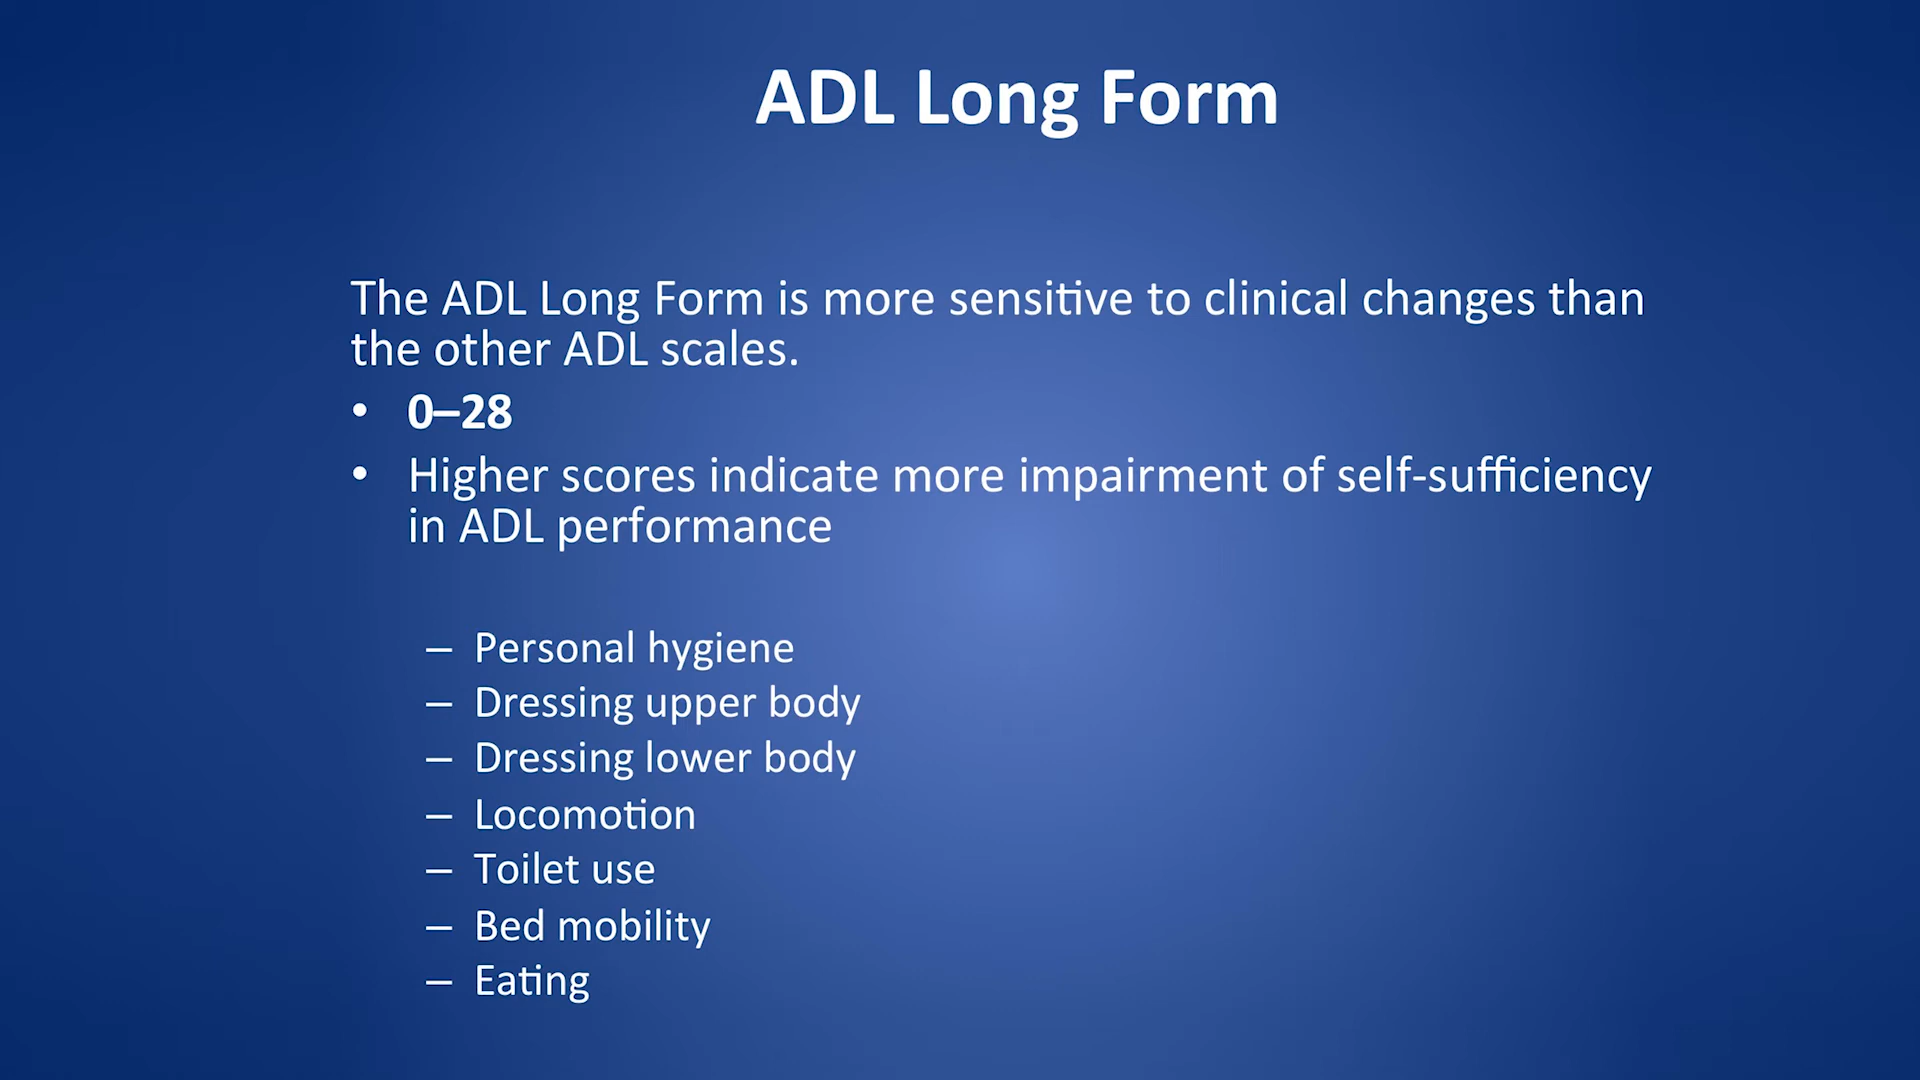 ADL Long Form
The ADL Long Form is more sensitive to clinical changes than
the other ADL scales.
• 0–28
• Higher scores indicate more impairment of self-sufficiency
in ADL performance
– Personal hygiene
– Dressing upper body
– Dressing lower body
– Locomotion
– Toilet use
– Bed mobility
– Eating